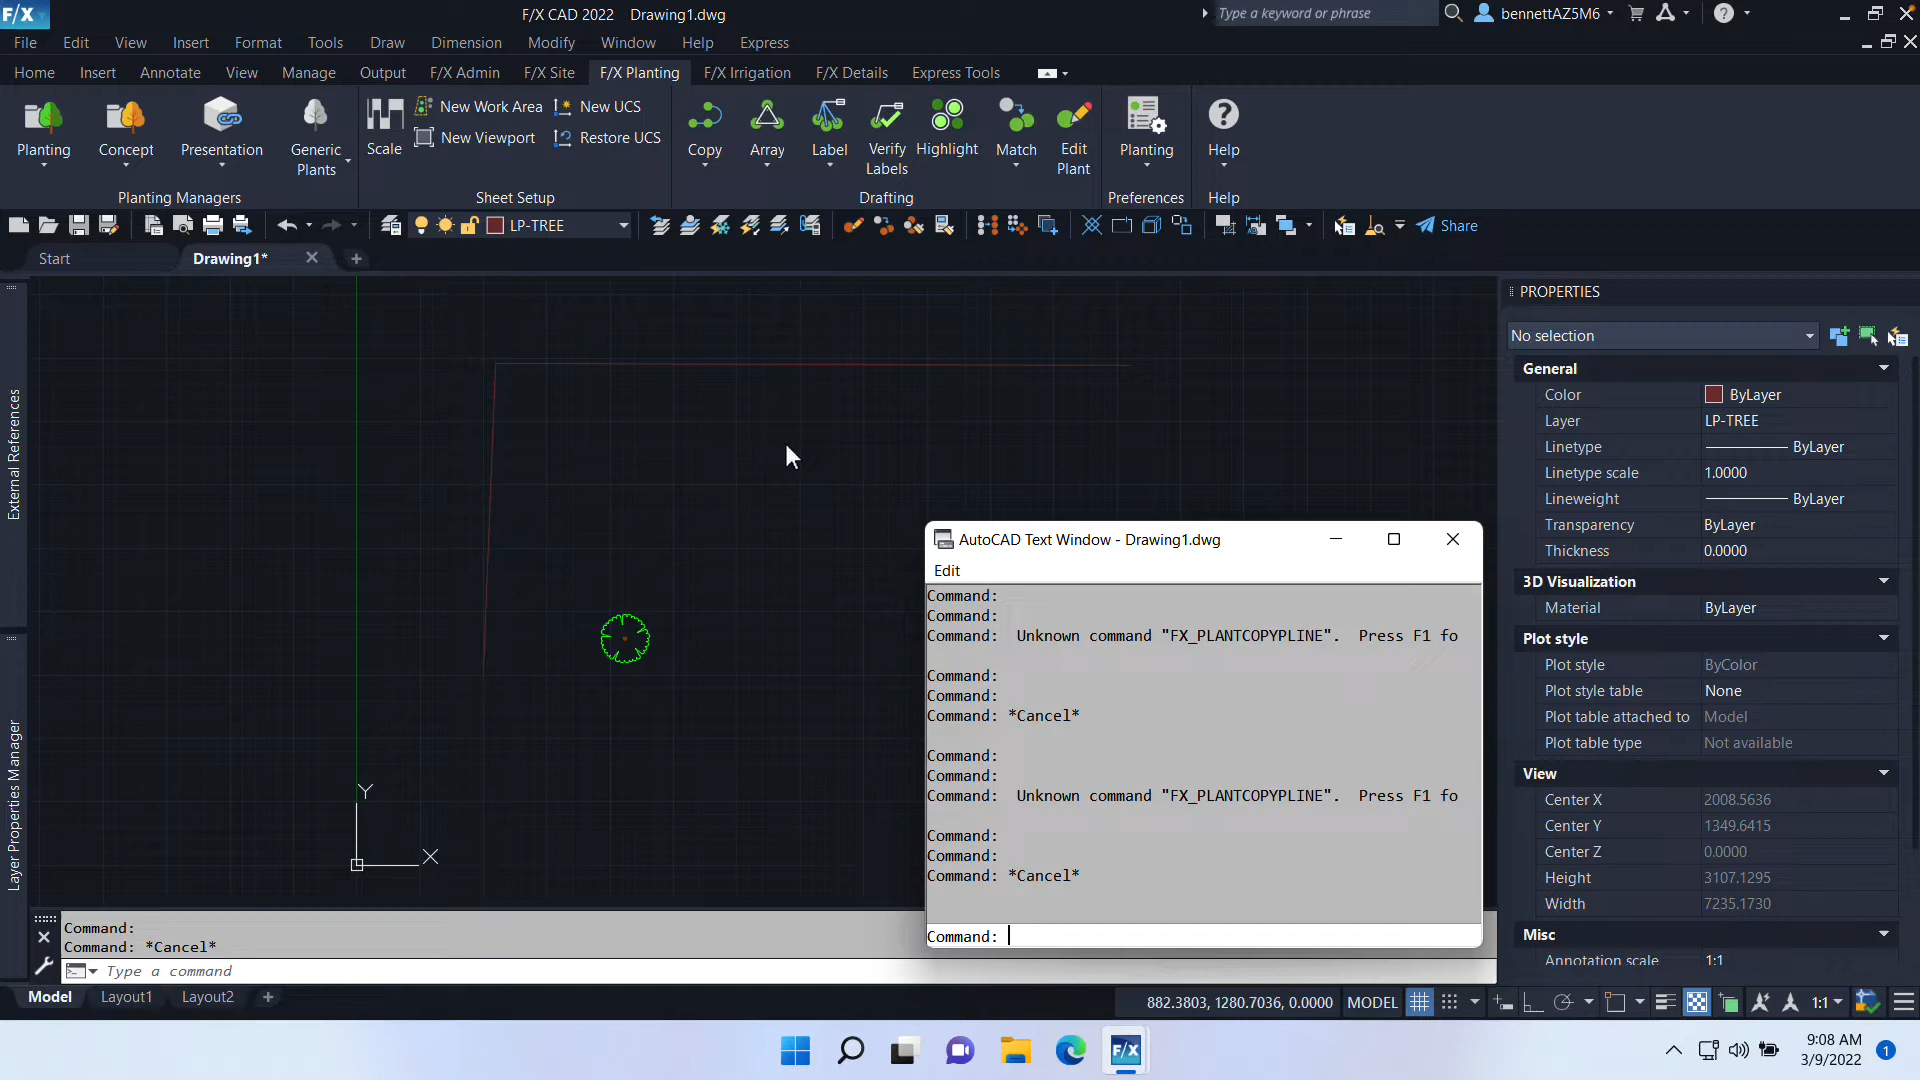 F/X
F/X CAD 2022 Drawing1.dwg
Type a keyword or phrase
bennettAZ5M6
File Edit View Insert Format Tools Draw Dimension Modify Window Help Express
Home Insert Annotate View Manage Output F/X Admin F/X Site F/X Planting F/X Irrigation F/X Details Express Tools
Planting
Concept
Presentation
Generic
Plants
Planting Managers
Scale
New Work Area
New UCS
New Viewport
Restore UCS
Sheet Setup
Copy
Array
Label
Verify
Labels
Highlight
Match
Edit
Plant
Drafting
Planting
Preferences
Help
Help
LP-TREE
Share
Start
Drawing1*
External References
Layer Properties Manager
Y
X
AutoCAD Text Window - Drawing1.dwg
Edit
Command:
Command:
Command: Unknown command "FX_PLANTCOPYPLINE". Press F1 fo
Command:
Command:
Command: *Cancel*
Command:
Command:
Command: Unknown command "FX_PLANTCOPYPLINE". Press F1 fo
Command:
Command:
Command: *Cancel*
Command:
PROPERTIES
No selection
General
Color ByLayer
Layer LP-TREE
Linetype ByLayer
Linetype scale 1.0000
Lineweight ByLayer
Transparency ByLayer
Thickness 0.0000
3D Visualization
Material ByLayer
Plot style
Plot style ByColor
Plot style table None
Plot table attached to Model
Plot table type Not available
View
Center X 2008.5636
Center Y 1349.6415
Center Z 0.0000
Height 3107.1295
Width 7235.1730
Misc
Annotation scale 1:1
Command:
Command: *Cancel*
Type a command
Model Layout1 Layout2
882.3803, 1280.7036, 0.0000 MODEL
1:1
F/X
9:08 AM
3/9/2022
1